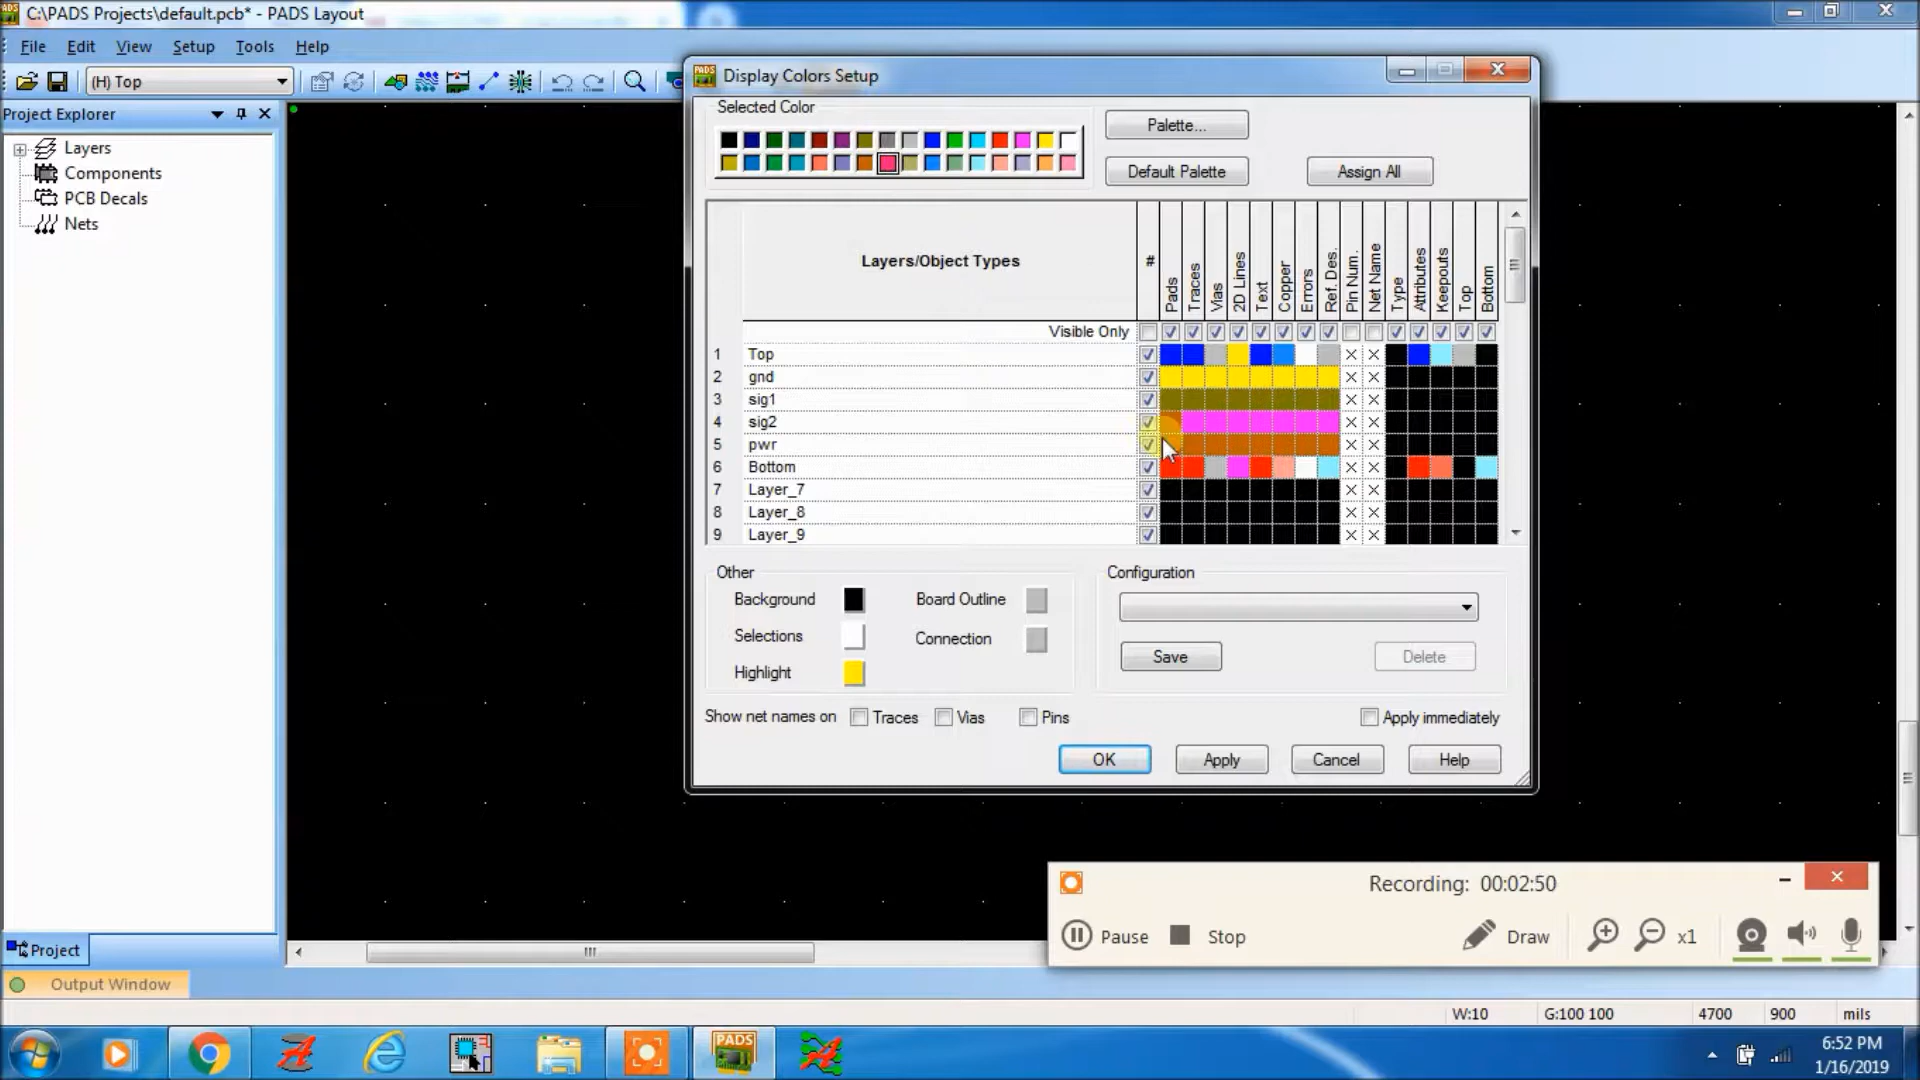 C:\PADS Projects\default.pcb* - PADS Layout
File Edit View Setup Tools Help
(H) Top
Project Explorer
Layers
Components
PCB Decals
Nets
Project
Output Window
PADS
Display Colors Setup
Selected Color
Palette...
Default Palette
Assign All
Layers/Object Types
#
Pads
Traces
Vias
2D Lines
Text
Copper
Errors
Ref. Des.
Pin Num.
Net Name
Type
Attributes
Keepouts
Top
Bottom
Visible Only
1 Top
2 gnd
3 sig1
4 sig2
5 pwr
6 Bottom
7 Layer_7
8 Layer_8
9 Layer_9
Other
Background
Board Outline
Selections
Connection
Highlight
Configuration
Save
Delete
Show net names on Traces Vias Pins
Apply immediately
OK Apply Cancel Help
Recording: 00:02:50
Pause Stop Draw x1
W:10 G:100 100 4700 900 mils
PADS
6:52 PM
1/16/2019